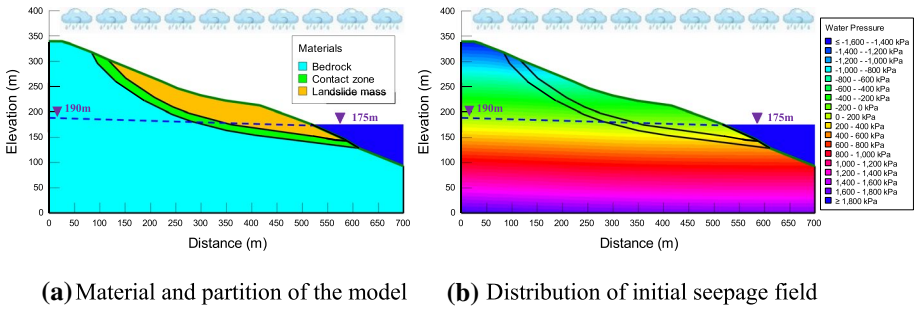 (a)
400
350
300
250
200
150
100
50
0
Elevation (m)
190m
175m
Materials
Bedrock
Contact zone
Landslide mass
0 50 100 150 200 250 300 350 400 450 500 550 600 650 700
Distance (m)
(b)
400
350
300
250
200
150
100
50
0
Elevation (m)
190m
175m
0 50 100 150 200 250 300 350 400 450 500 550 600 650 700
Distance (m)
Water Pressure
≤ -1,600 - -1,400 kPa
-1,400 - -1,200 kPa
-1,200 - -1,000 kPa
-1,000 - -800 kPa
-800 - -600 kPa
-600 - -400 kPa
-400 - -200 kPa
-200 - 0 kPa
0 - 200 kPa
200 - 400 kPa
400 - 600 kPa
600 - 800 kPa
800 - 1,000 kPa
1,000 - 1,200 kPa
1,200 - 1,400 kPa
1,400 - 1,600 kPa
1,600 - 1,800 kPa
≥ 1,800 kPa
(a) Material and partition of the model
(b) Distribution of initial seepage field